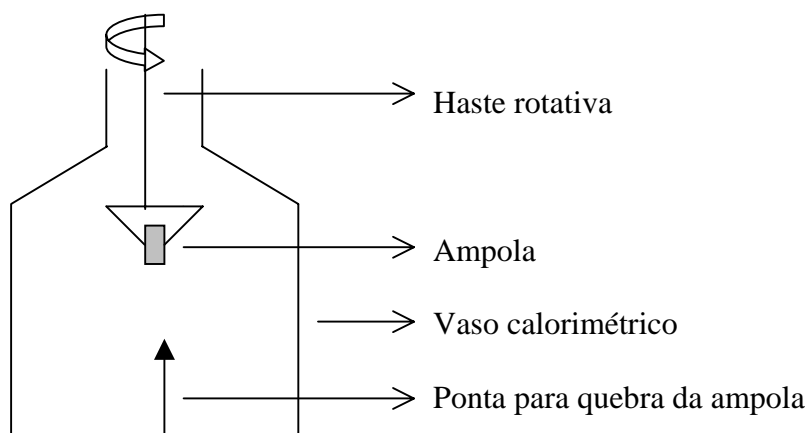 Haste rotativa
Ampola
Vaso calorimétrico
Ponta para quebra da ampola